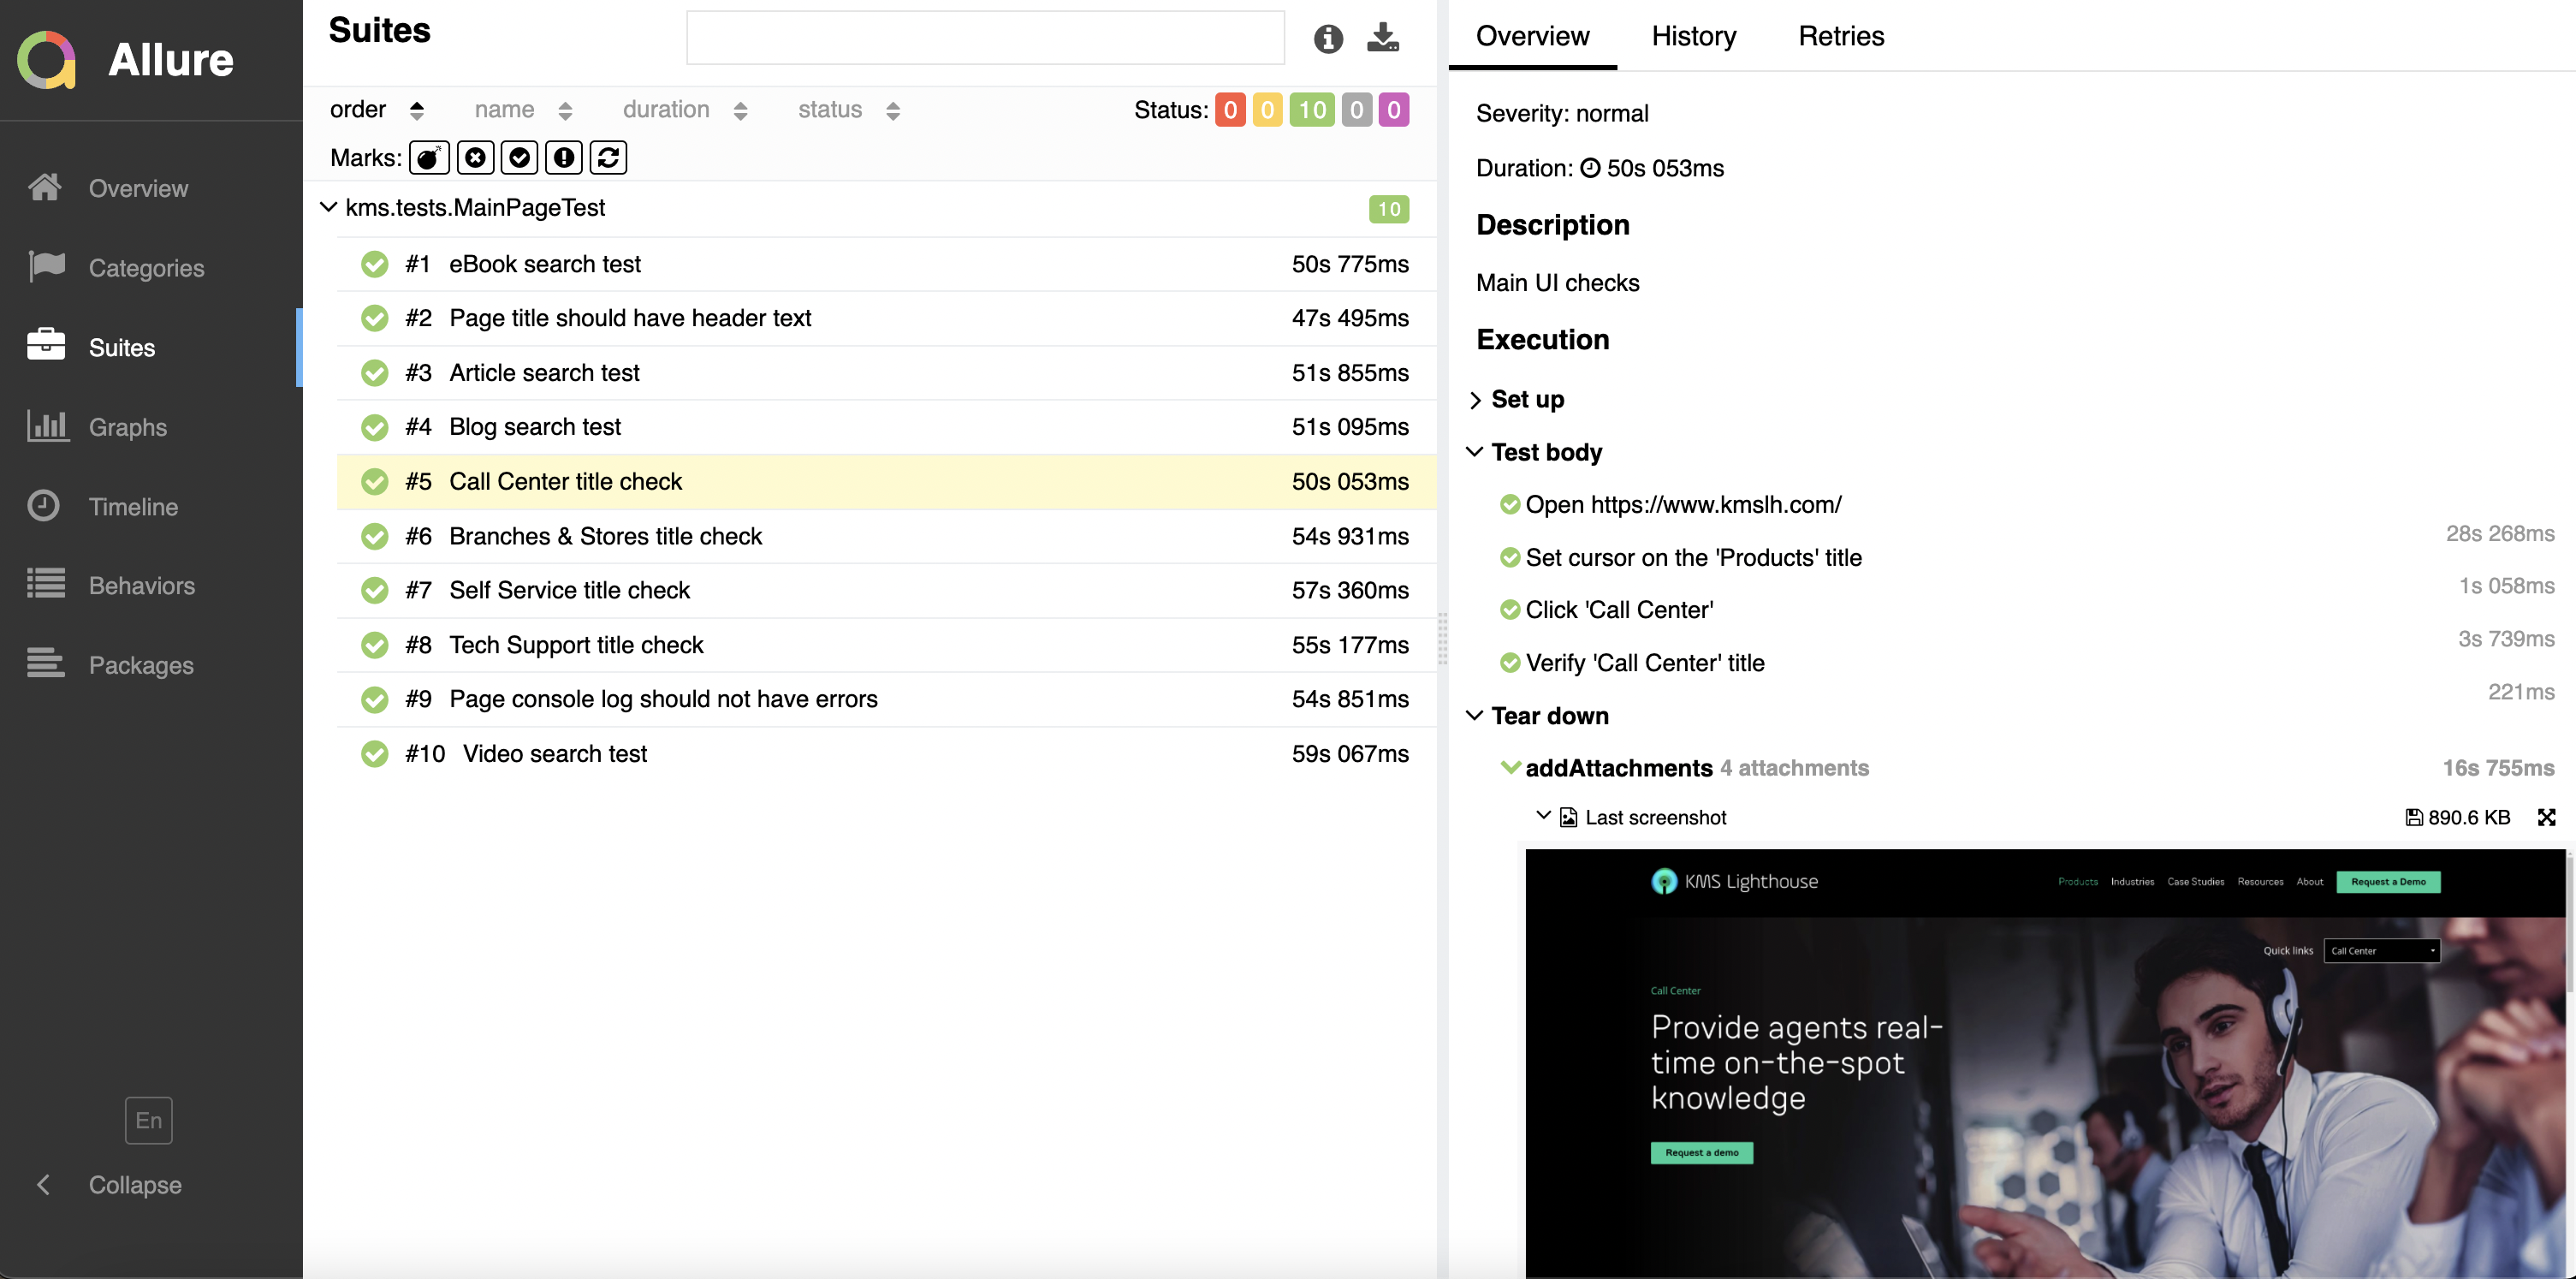 Allure
Overview
Categories
Suites
Graphs
Timeline
Behaviors
Packages
En
Collapse
Suites
order name duration status Status: 0 0 10 0 0
Marks:
kms.tests.MainPageTest 10
#1 eBook search test 50s 775ms
#2 Page title should have header text 47s 495ms
#3 Article search test 51s 855ms
#4 Blog search test 51s 095ms
#5 Call Center title check 50s 053ms
#6 Branches & Stores title check 54s 931ms
#7 Self Service title check 57s 360ms
#8 Tech Support title check 55s 177ms
#9 Page console log should not have errors 54s 851ms
#10 Video search test 59s 067ms
Overview History Retries
Severity: normal
Duration: 50s 053ms
Description
Main UI checks
Execution
Set up
Test body
Open https://www.kmslh.com/
28s 268ms
Set cursor on the 'Products' title
1s 058ms
Click 'Call Center'
3s 739ms
Verify 'Call Center' title
221ms
Tear down
addAttachments 4 attachments 16s 755ms
Last screenshot 890.6 KB
KMS Lighthouse Products Industries Case Studies Resources About Request a Demo
Quick links Call Center
Call Center
Provide agents real-
time on-the-spot
knowledge
Request a demo